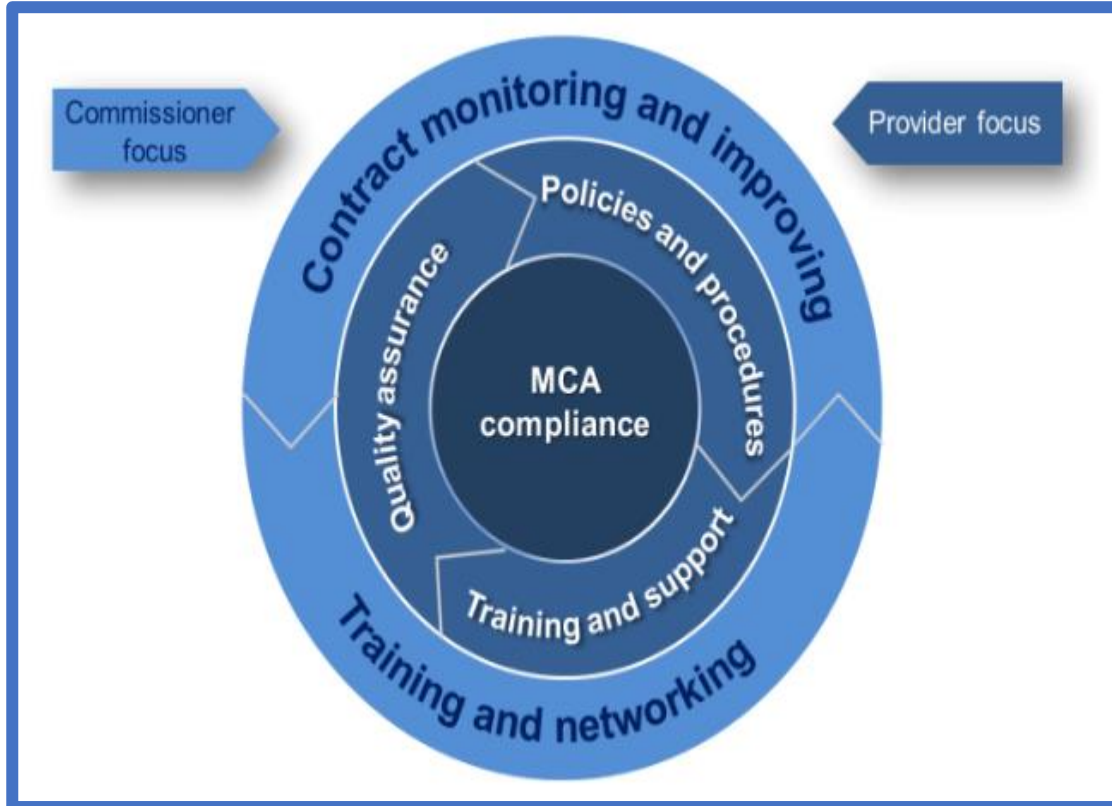 Commissioner
focus
Provider focus
Contract monitoring and improving
Policies and procedures
Quality assurance
MCA
compliance
Training and support
Training and networking